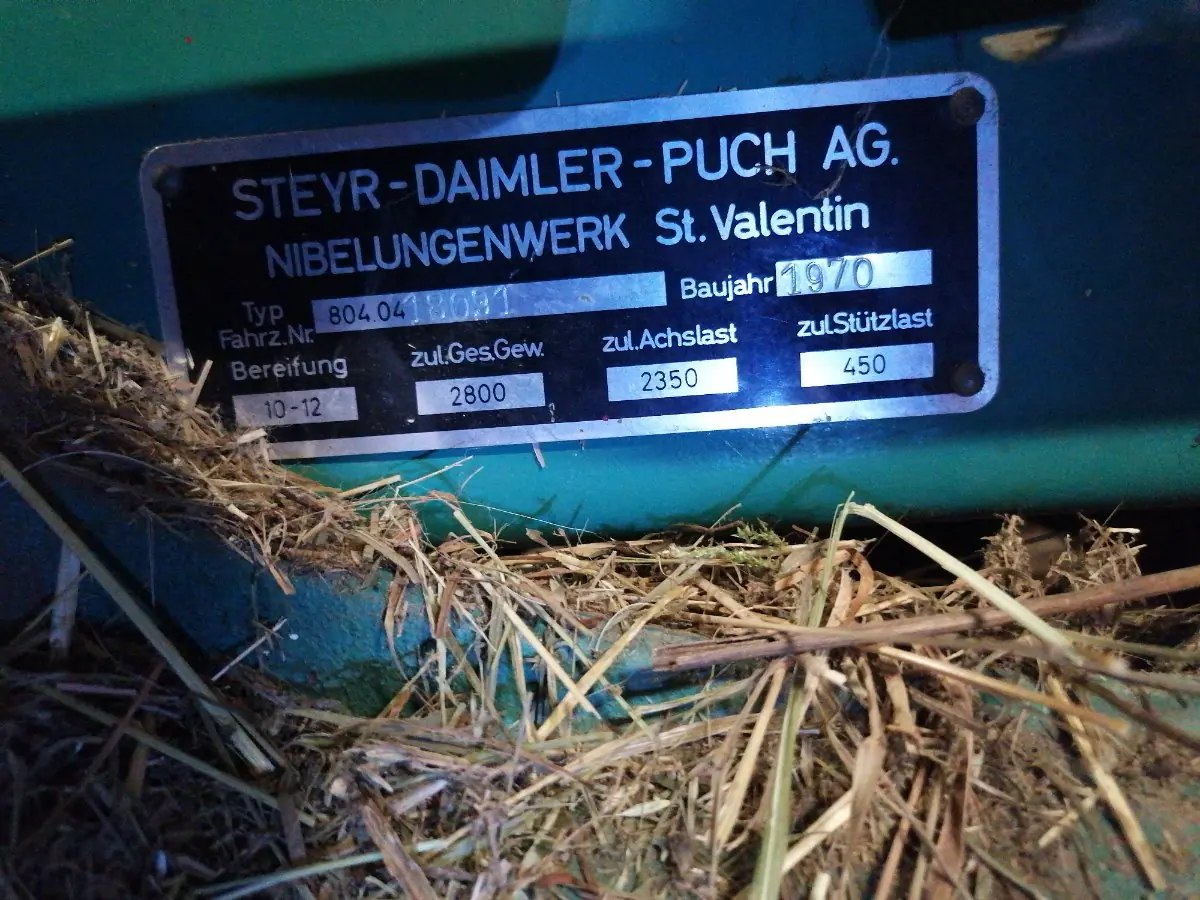 STEYR-DAIMLER-PUCH AG.
NIBELUNGENWERK St. Valentin
Typ
Fahrz.Nr. 804.04 Baujahr 1970
Bereifung zul.Ges.Gew. zul.Achslast zul.Stützlast
10-12 2800 2350 450